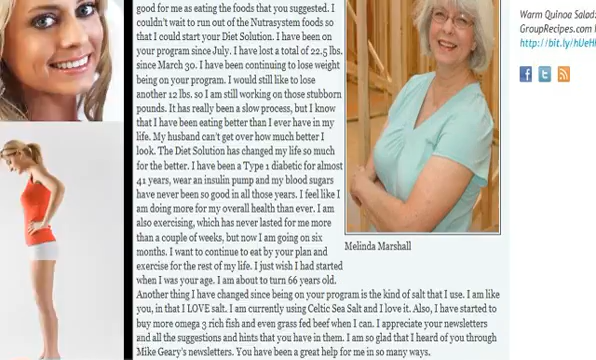 good for me as eating the foods that you suggested. I
couldn't wait to run out of the Nutrasystem foods so
that I could start your Diet Solution. I have been on
your program since July. I have lost a total of 22.5 lbs.
since March 30. I have been continuing to lose weight
being on your program. I would still like to lose
another 12 lbs. so I am still working on those stubborn
pounds. It has really been a slow process, but I know
that I have been eating better than I ever have in my
life. My husband can't get over how much better I
look. The Diet Solution has changed my life so much
for the better. I have been a Type 1 diabetic for almost
41 years, wear an insulin pump and my blood sugars
have never been so good in all those years. I feel like I
am doing more for my overall health than ever. I am
also exercising, which has never lasted for me more
than a couple of weeks, but now I am going on six
months. I want to continue to eat by your plan and
exercise for the rest of my life. I just wish I had started
when I was your age. I am about to turn 66 years old.
Another thing I have changed since being on your program is the kind of salt that I use. I am like
you, in that I LOVE salt. I am currently using Celtic Sea Salt and I love it. Also, I have started to
buy more omega 3 rich fish and even grass fed beef when I can. I appreciate your newsletters
and all the suggestions and hints that you have in them. I am so glad that I heard of you through
Mike Geary's newsletters. You have been a great help for me in so many ways.
Melinda Marshall
Warm Quinoa Salad:
GroupRecipes.com
http://bit.ly/hUeH
f
t